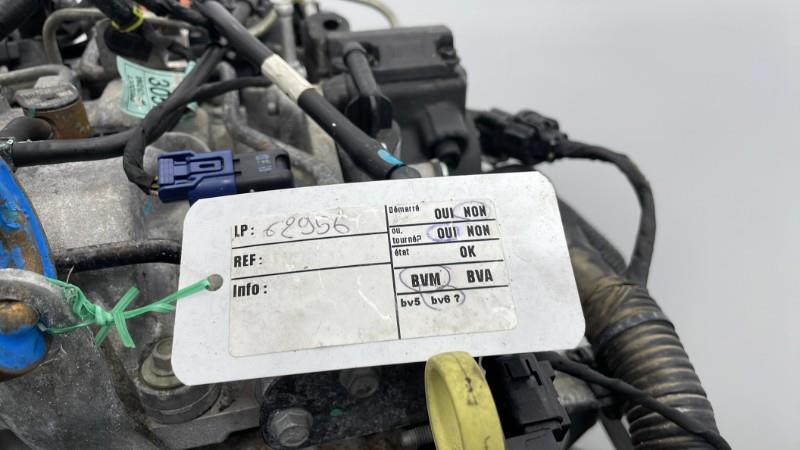 LP : 62956
REF :
Info :
Démarré OUI NON
ou. tourné? OUI NON
état OK
BVM BVA
bv5 bv6 ?